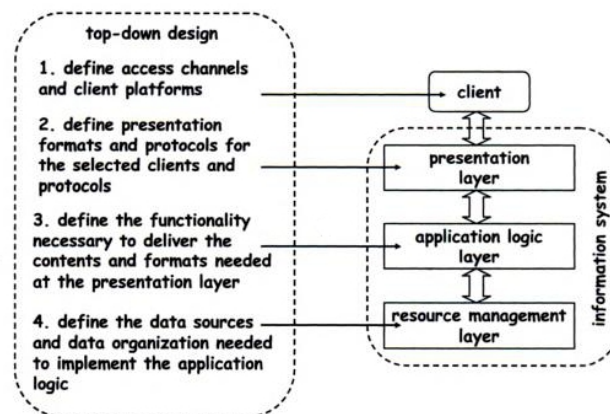 top-down design
1. define access channels
and client platforms
2. define presentation
formats and protocols for
the selected clients and
protocols
3. define the functionality
necessary to deliver the
contents and formats needed
at the presentation layer
4. define the data sources
and data organization needed
to implement the application
logic
client
presentation
layer
application logic
layer
resource management
layer
information system